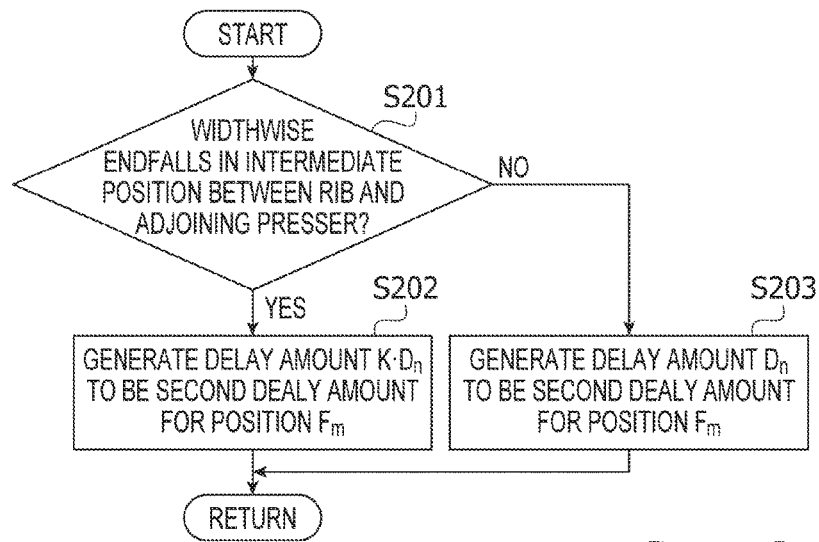 START
S201
WIDTHWISE
ENDFALLS IN INTERMEDIATE
POSITION BETWEEN RIB AND
ADJOINING PRESSER?
NO
YES
S202
GENERATE DELAY AMOUNT K·Dn
TO BE SECOND DEALY AMOUNT
FOR POSITION Fm
S203
GENERATE DELAY AMOUNT Dn
TO BE SECOND DEALY AMOUNT
FOR POSITION Fm
RETURN